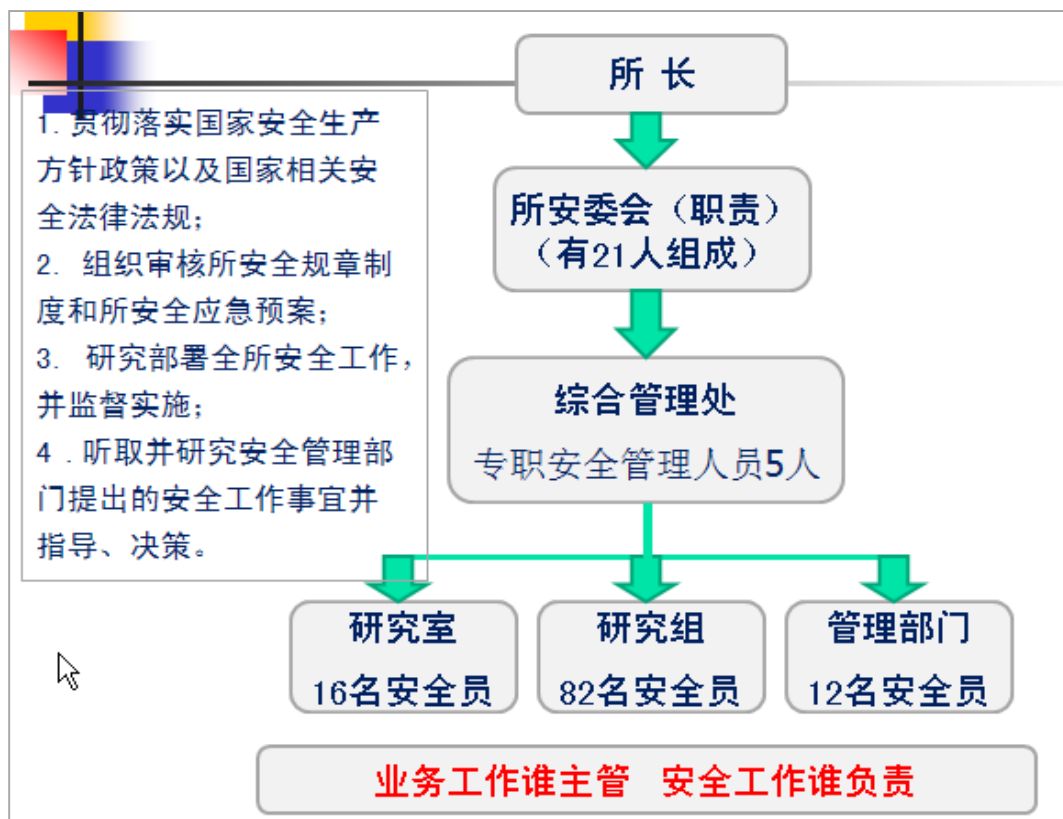 所 长
1. 贯彻落实国家安全生产
方针政策以及国家相关安
全法律法规；
2. 组织审核所安全规章制
度和所安全应急预案；
3. 研究部署全所安全工作，
并监督实施；
4 . 听取并研究安全管理部
门提出的安全工作事宜并
指导、决策。
所安委会（职责）
（有21人组成）
综合管理处
专职安全管理人员5人
研究室
16名安全员
研究组
82名安全员
管理部门
12名安全员
业务工作谁主管 安全工作谁负责